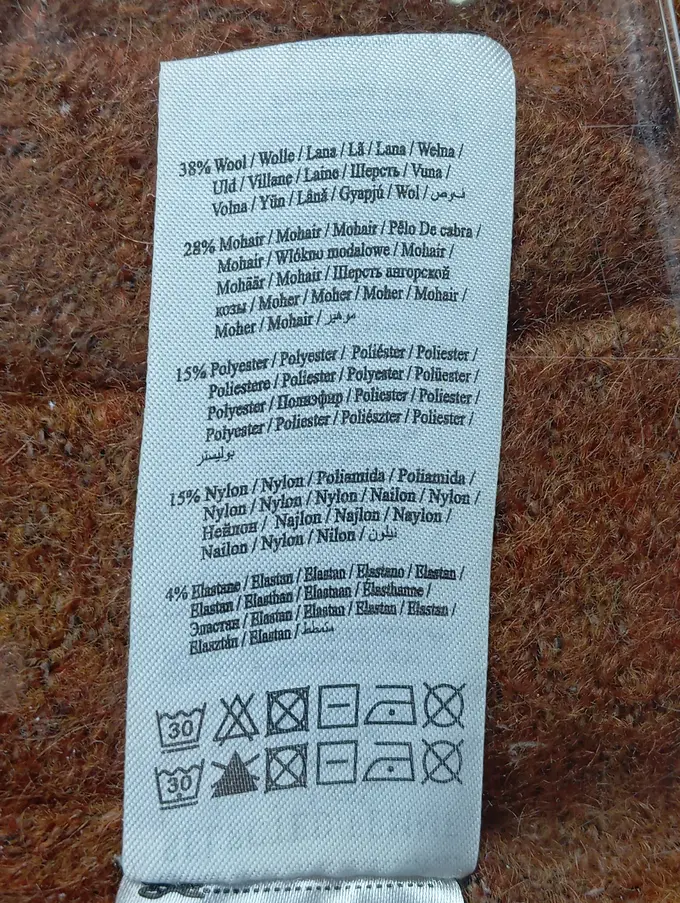 38% Wool / Wolle / Lana / Lã / Lana / Wełna /
Uld / Villane / Laine / Шерсть / Vuna /
Volna / Yün / Lână / Gyapjú / Wol / صوف
28% Mohair / Mohair / Mohair / Pêlo De cabra /
Mohair / Włókno modalowe / Mohair /
Mohäär / Mohair / Шерсть ангорской
козы / Moher / Moher / Moher / Mohair /
Moher / Mohair / موهير
15% Polyester / Polyester / Poliéster / Poliester /
Poliestere / Poliester / Polyester / Polüester /
Polyester / Полиэфир / Poliester / Poliester /
Polyester / Poliester / Poliészter / Poliester /
بوليستر
15% Nylon / Nylon / Poliamida / Poliamida /
Nylon / Nylon / Nylon / Nailon / Nylon /
Нейлон / Najlon / Najlon / Naylon /
Nailon / Nylon / Nilon / نيلون
4% Elastane / Elastan / Elastan / Elastano / Elastan /
Elastan / Elasthan / Elastaan / Élasthanne /
Эластан / Elastan / Elastan / Elastan / Elastan /
Elasztán / Elastan / متمطط
30
30